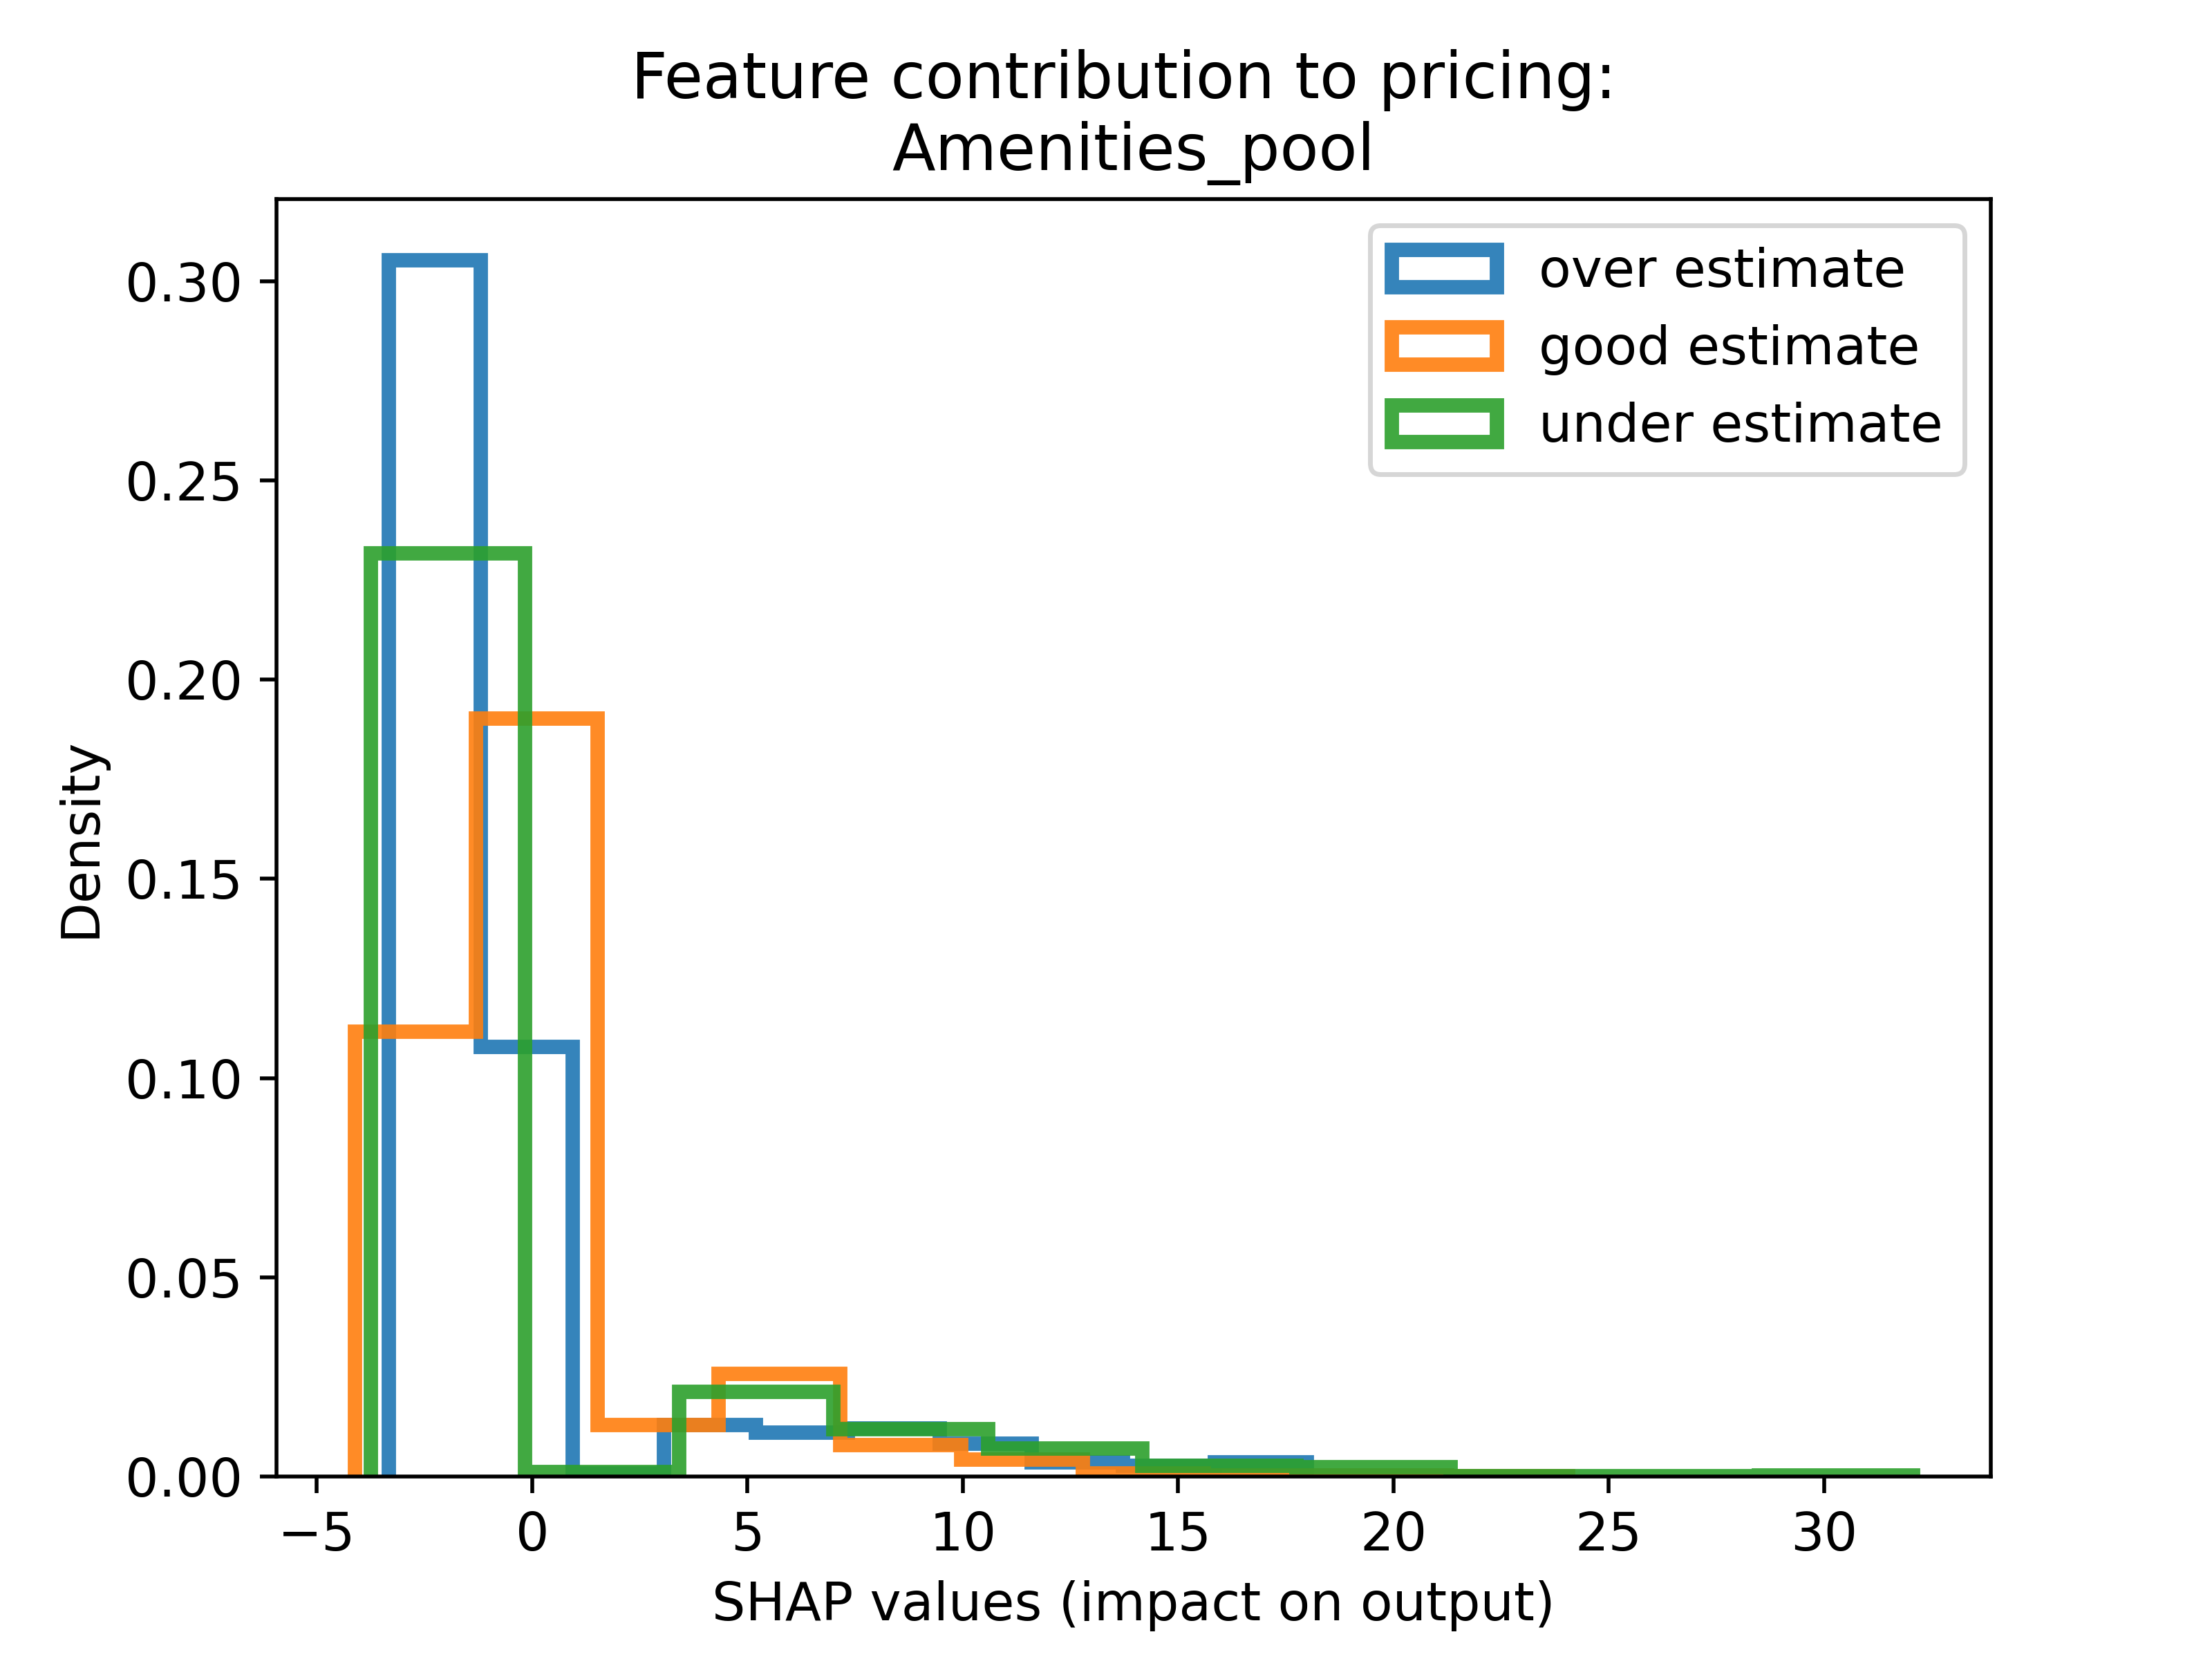 Feature contribution to pricing:
Amenities_pool
over estimate
good estimate
under estimate
Density
0.30
0.25
0.20
0.15
0.10
0.05
0.00
−5 0 5 10 15 20 25 30
SHAP values (impact on output)